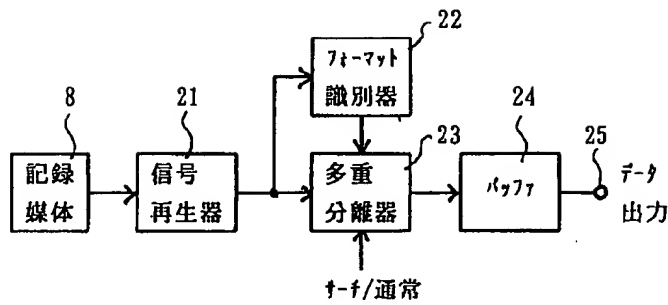 22
フォーマット
識別器
8
21
23
24
25
記録
媒体
信号
再生器
多重
分離器
バッファ
データ
出力
サーチ/通常